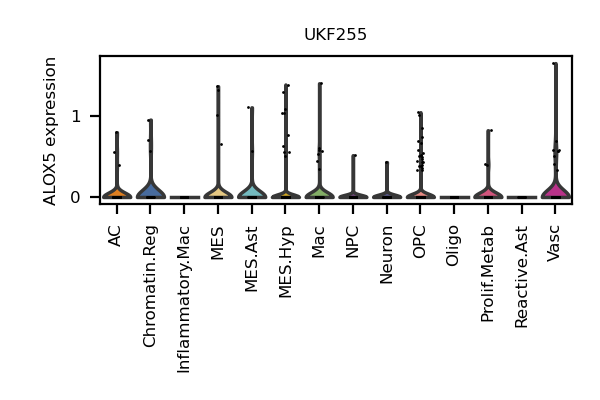 UKF255
ALOX5 expression
1
0
AC
Chromatin.Reg
Inflammatory.Mac
MES
MES.Ast
MES.Hyp
Mac
NPC
Neuron
OPC
Oligo
Prolif.Metab
Reactive.Ast
Vasc